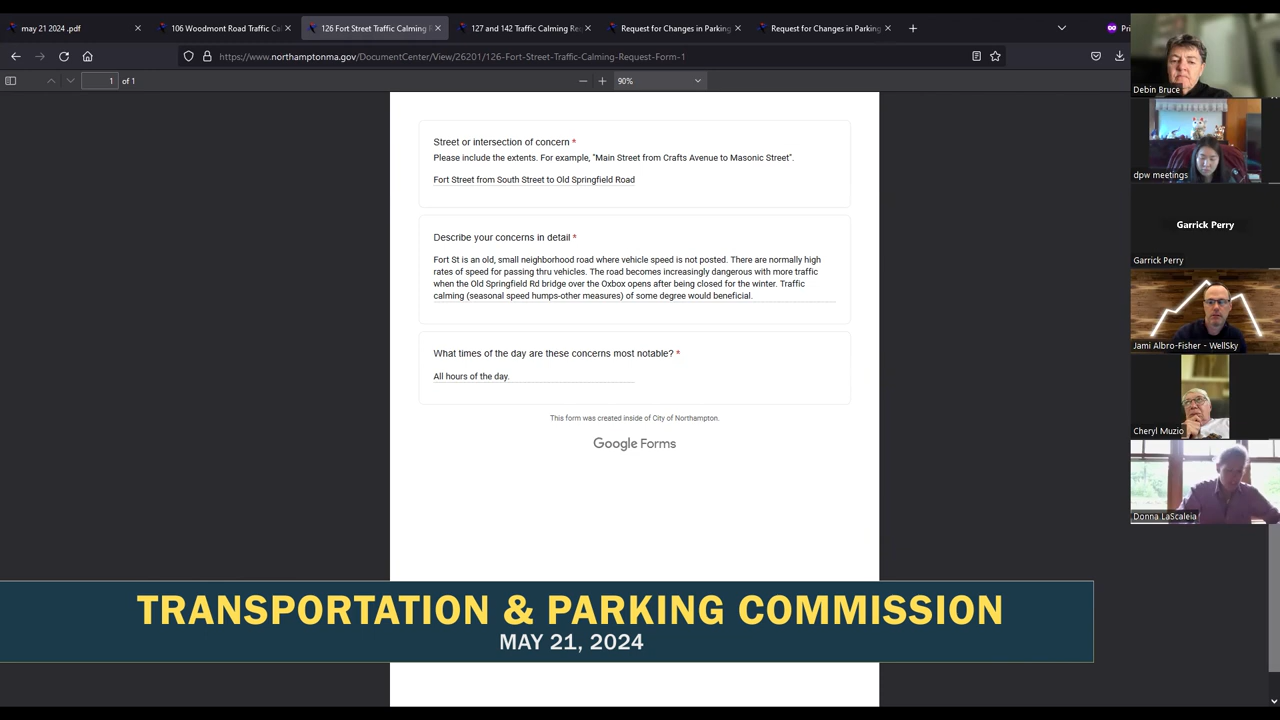 may 21 2024 .pdf
106 Woodmont Road Traffic Cal
126 Fort Street Traffic Calming R
127 and 142 Traffic Calming Req
Request for Changes in Parking
Request for Changes in Parking
Pri
https://www.northamptonma.gov/DocumentCenter/View/26201/126-Fort-Street-Traffic-Calming-Request-Form-1
1 of 1
90%
Street or intersection of concern *
Please include the extents. For example, "Main Street from Crafts Avenue to Masonic Street".
Fort Street from South Street to Old Springfield Road
Describe your concerns in detail *
Fort St is an old, small neighborhood road where vehicle speed is not posted. There are normally high
rates of speed for passing thru vehicles. The road becomes increasingly dangerous with more traffic
when the Old Springfield Rd bridge over the Oxbox opens after being closed for the winter. Traffic
calming (seasonal speed humps-other measures) of some degree would beneficial.
What times of the day are these concerns most notable? *
All hours of the day.
This form was created inside of City of Northampton.
Google Forms
Debin Bruce
dpw meetings
Garrick Perry
Garrick Perry
Jami Albro-Fisher - WellSky
Cheryl Muzio
Donna LaScaleia
TRANSPORTATION & PARKING COMMISSION
MAY 21, 2024